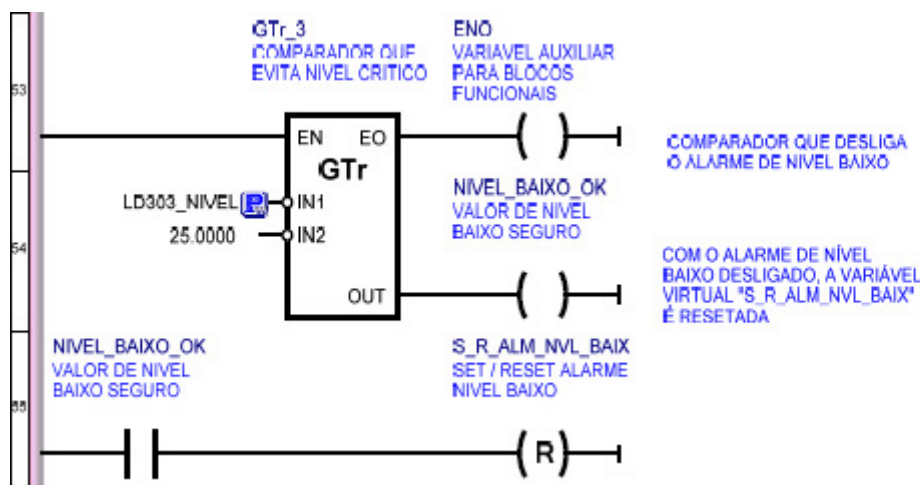 GTr_3
COMPARADOR QUE
EVITA NIVEL CRITICO
ENO
VARIAVEL AUXILIAR
PARA BLOCOS
FUNCIONAIS
53
EN EO
GTr
LD303_NIVEL
IN1
25.0000
IN2
OUT
COMPARADOR QUE DESLIGA
O ALARME DE NIVEL BAIXO
NIVEL_BAIXO_OK
VALOR DE NIVEL
BAIXO SEGURO
54
COM O ALARME DE NÍVEL
BAIXO DESLIGADO, A VARIÁVEL
VIRTUAL "S_R_ALM_NVL_BAIX"
É RESETADA
NIVEL_BAIXO_OK
VALOR DE NIVEL
BAIXO SEGURO
S_R_ALM_NVL_BAIX
SET / RESET ALARME
NIVEL BAIXO
55
R